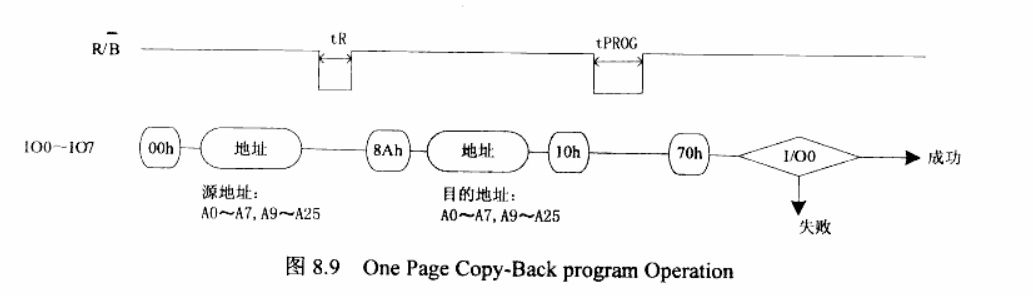 R/B̅ tR tPROG
IO0~IO7 00h 地址 8Ah 地址 10h 70h I/O0 成功
源地址: 目的地址:
A0～A7, A9～A25 A0～A7, A9～A25
失败
图 8.9 One Page Copy-Back program Operation